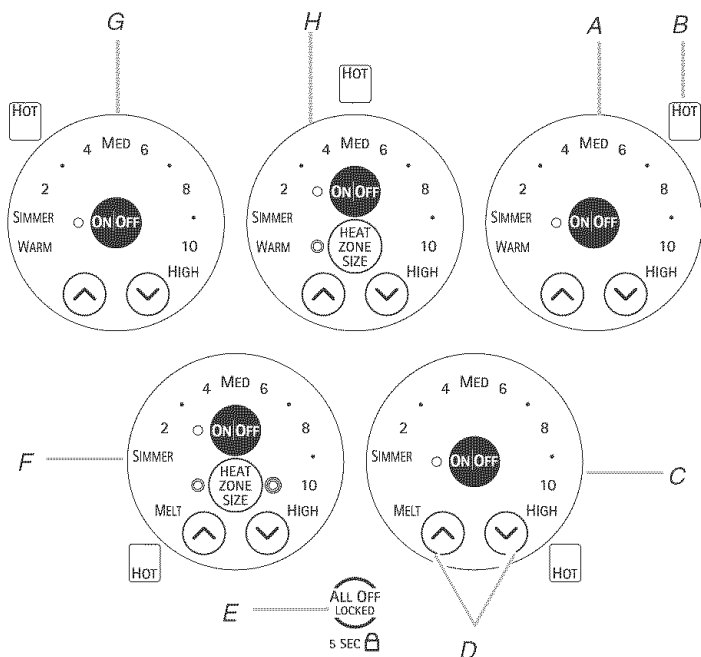 G H A B
HOT HOT HOT
4 MED 6
2 8
SIMMER ON|OFF
WARM 10
HIGH
4 MED 6
2 ON|OFF 8
SIMMER
WARM HEAT ZONE SIZE 10
HIGH
4 MED 6
2 8
SIMMER ON|OFF
WARM 10
HIGH
4 MED 6
2 ON|OFF 8
F SIMMER
HEAT ZONE SIZE 10
MELT HIGH
HOT
4 MED 6
2 8
SIMMER ON|OFF C
10
MELT HIGH
HOT
E ALL OFF
LOCKED
5 SEC
D